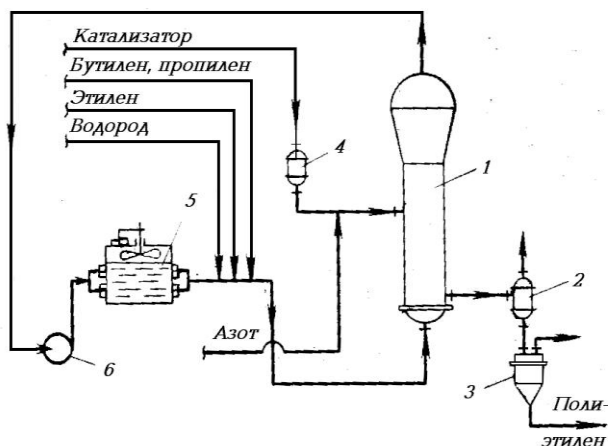 Катализатор
Бутилен, пропилен
Этилен
Водород
4
1
5
2
Азот
6
3
Поли-
этилен